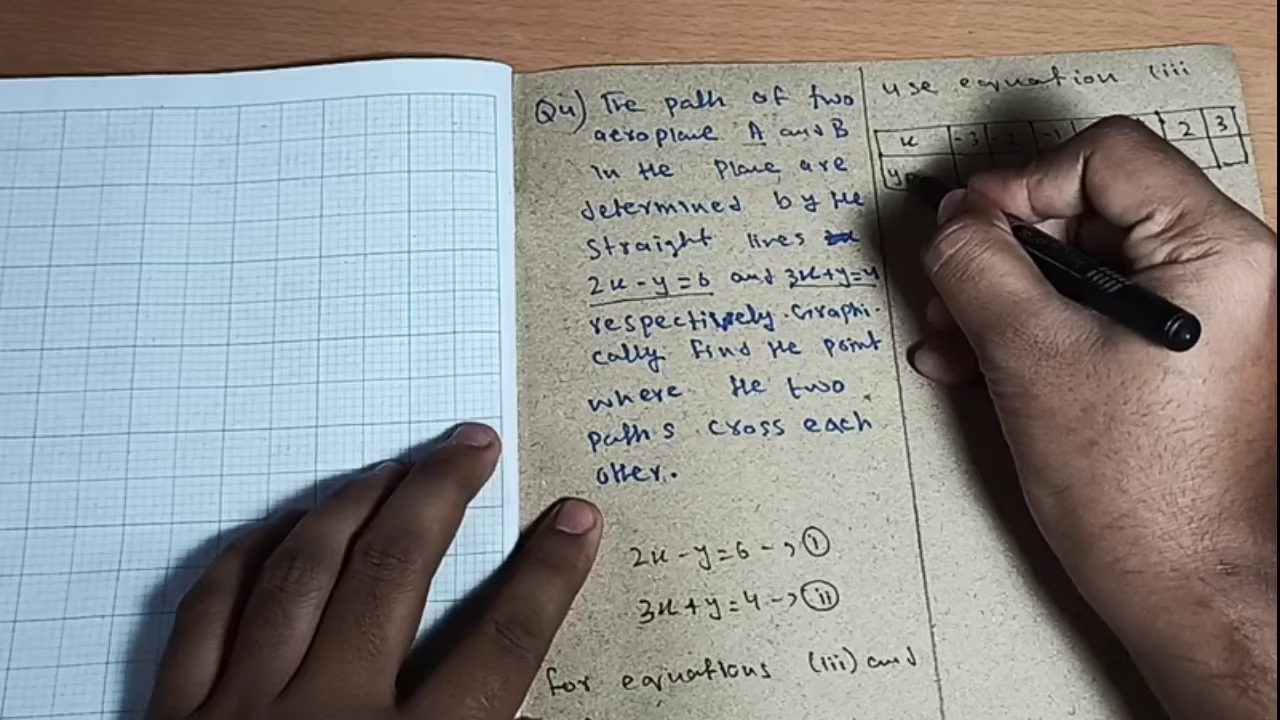 Qu) The path of two
aeroplane A and B
in the plane are
determined by the
straight lines
2x - y = 6 and 3x + y = 4
respectively. Graphi-
cally find the point
where the two
paths cross each
other.
2x - y = 6 -> (i)
3x + y = 4 -> (ii)
for equations (iii) and
use equation (iii
x -3 -2 -1 2 3
y